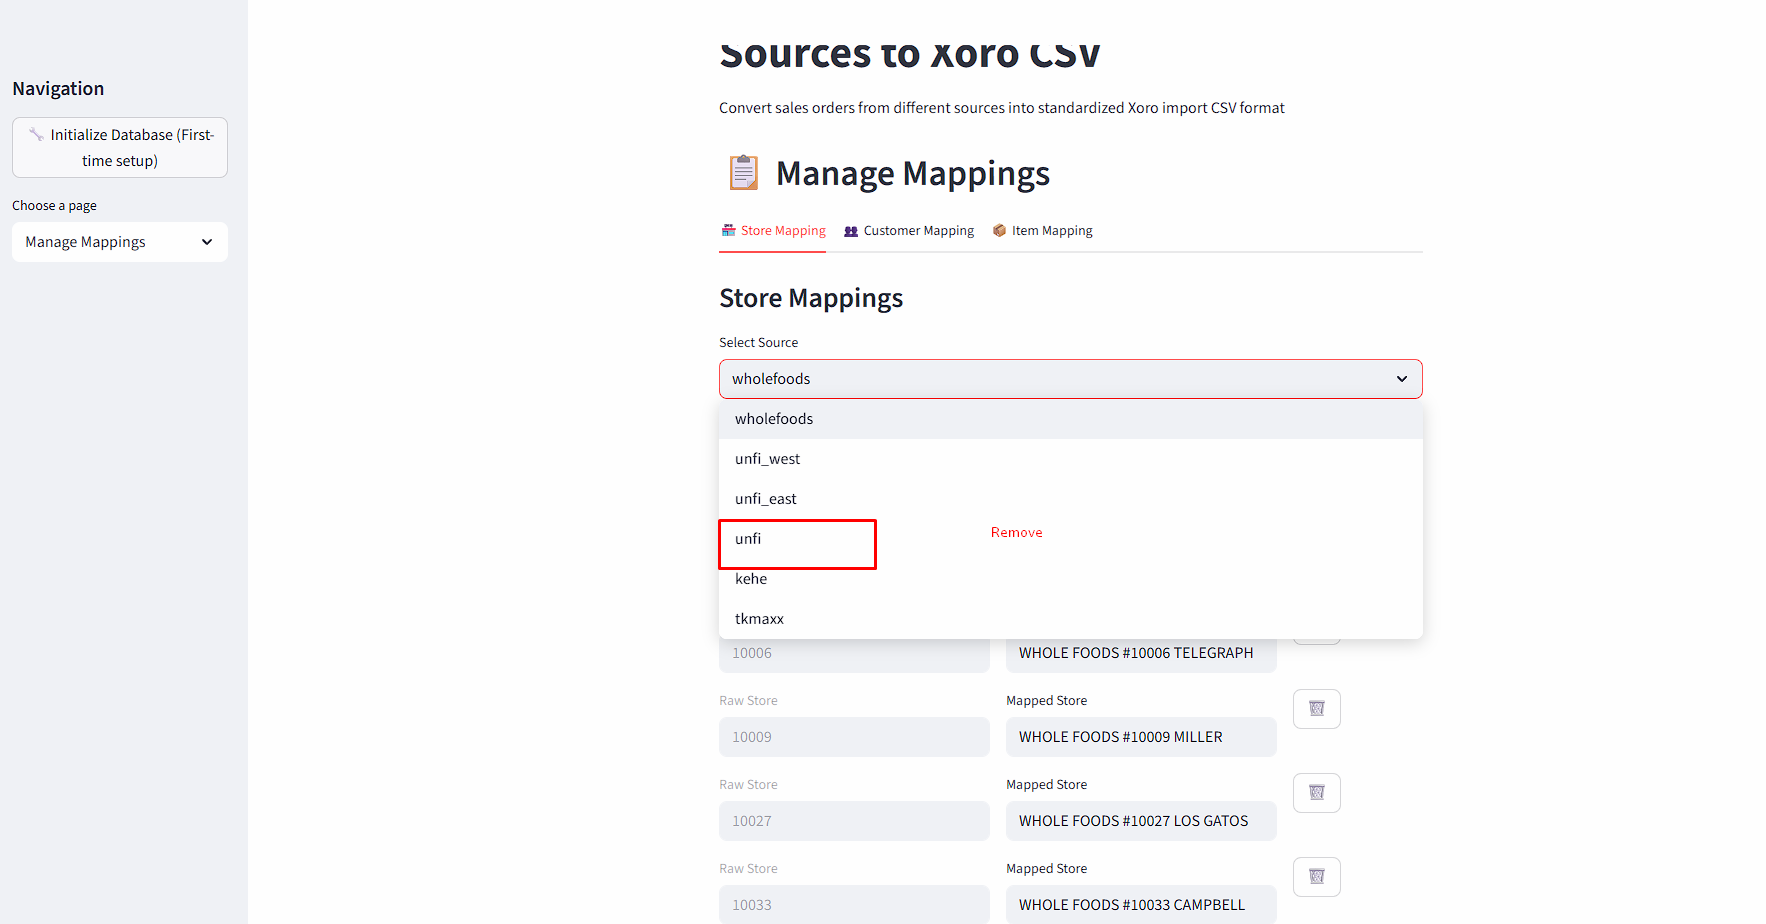 Navigation
Initialize Database (First-
time setup)
Choose a page
Manage Mappings
Sources to Xoro CSV
Convert sales orders from different sources into standardized Xoro import CSV format
Manage Mappings
Store Mapping
Customer Mapping
Item Mapping
Store Mappings
Select Source
wholefoods
wholefoods
unfi_west
unfi_east
unfi
Remove
kehe
tkmaxx
10006
WHOLE FOODS #10006 TELEGRAPH
Raw Store
Mapped Store
10009
WHOLE FOODS #10009 MILLER
Raw Store
Mapped Store
10027
WHOLE FOODS #10027 LOS GATOS
Raw Store
Mapped Store
10033
WHOLE FOODS #10033 CAMPBELL